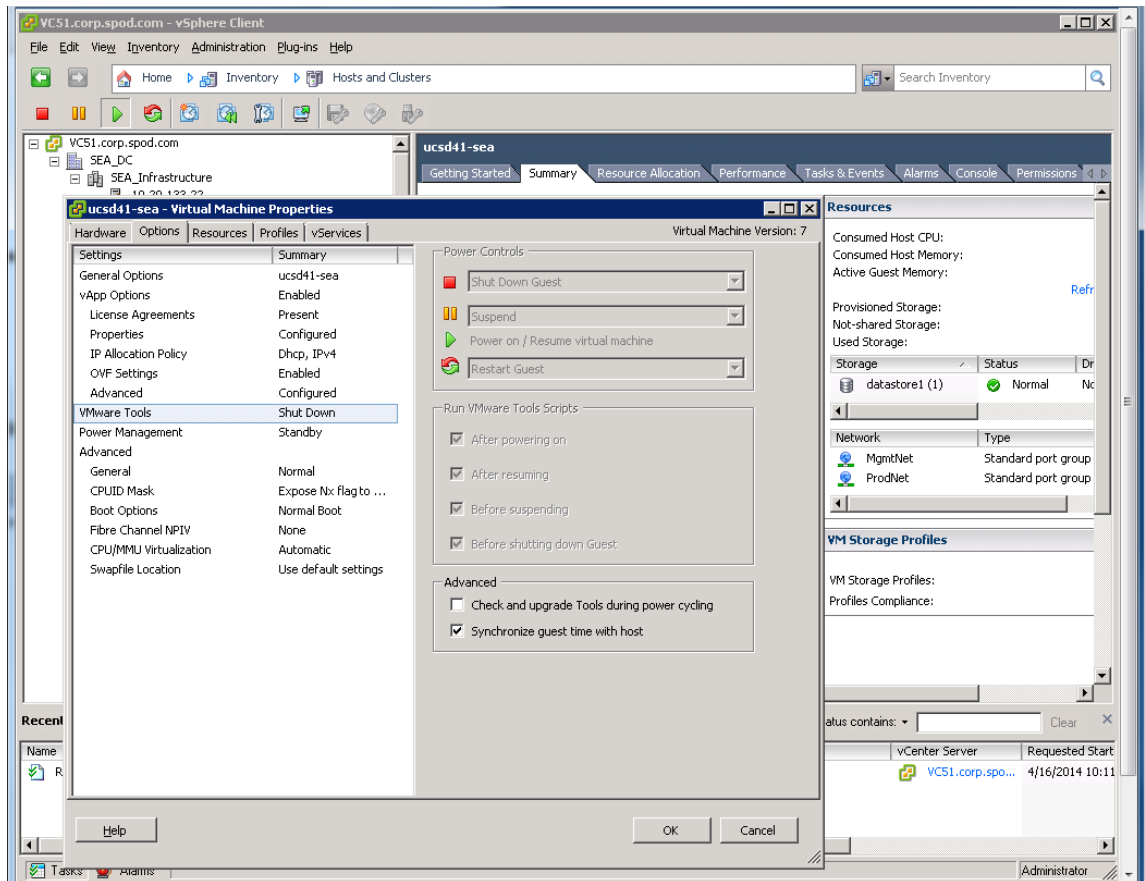 VC51.corp.spod.com - vSphere Client
File Edit View Inventory Administration Plug-ins Help
Home Inventory Hosts and Clusters Search Inventory
VC51.corp.spod.com
SEA_DC
SEA_Infrastructure
ucsd41-sea
Getting Started Summary Resource Allocation Performance Tasks & Events Alarms Console Permissions
ucsd41-sea - Virtual Machine Properties
Hardware Options Resources Profiles vServices Virtual Machine Version: 7
Settings Summary
General Options ucsd41-sea
vApp Options Enabled
License Agreements Present
Properties Configured
IP Allocation Policy Dhcp, IPv4
OVF Settings Enabled
Advanced Configured
VMware Tools Shut Down
Power Management Standby
Advanced
General Normal
CPUID Mask Expose Nx flag to ...
Boot Options Normal Boot
Fibre Channel NPIV None
CPU/MMU Virtualization Automatic
Swapfile Location Use default settings
Power Controls
Shut Down Guest
Suspend
Power on / Resume virtual machine
Restart Guest
Run VMware Tools Scripts
After powering on
After resuming
Before suspending
Before shutting down Guest
Advanced
Check and upgrade Tools during power cycling
Synchronize guest time with host
Help OK Cancel
Resources
Consumed Host CPU:
Consumed Host Memory:
Active Guest Memory:
Refr
Provisioned Storage:
Not-shared Storage:
Used Storage:
Storage Status Dr
datastore1 (1) Normal Nc
Network Type
MgmtNet Standard port group
ProdNet Standard port group
VM Storage Profiles
VM Storage Profiles:
Profiles Compliance:
Recent
atus contains: Clear
Name vCenter Server Requested Start
R VC51.corp.spo... 4/16/2014 10:11
Tasks Alarms Administrator